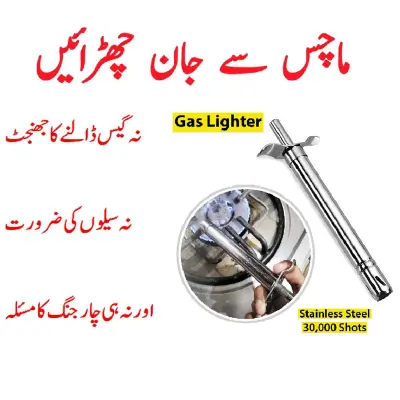 ماچس سے جان چھڑائیں
Gas Lighter
نہ گیس ڈالنے کا جھنجٹ
نہ سیلوں کی ضرورت
اور نہ ہی چارجنگ کا مسئلہ
Stainless Steel
30,000 Shots